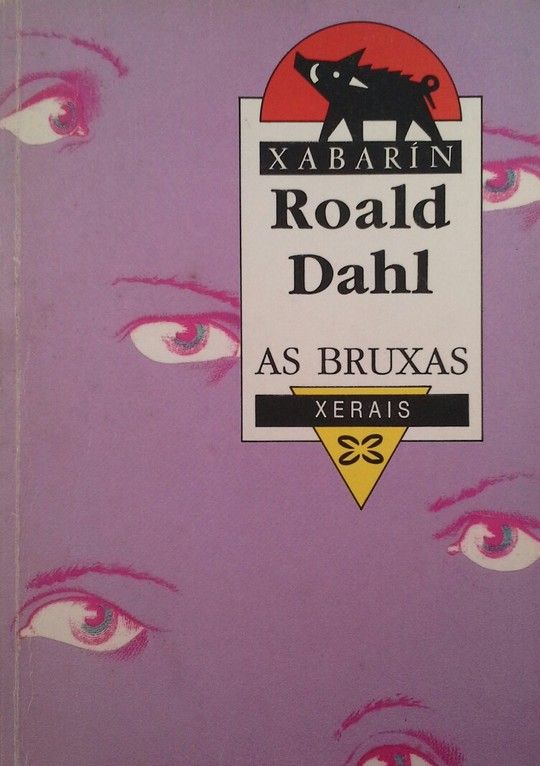 XABARÍN
Roald
Dahl
AS BRUXAS
XERAIS